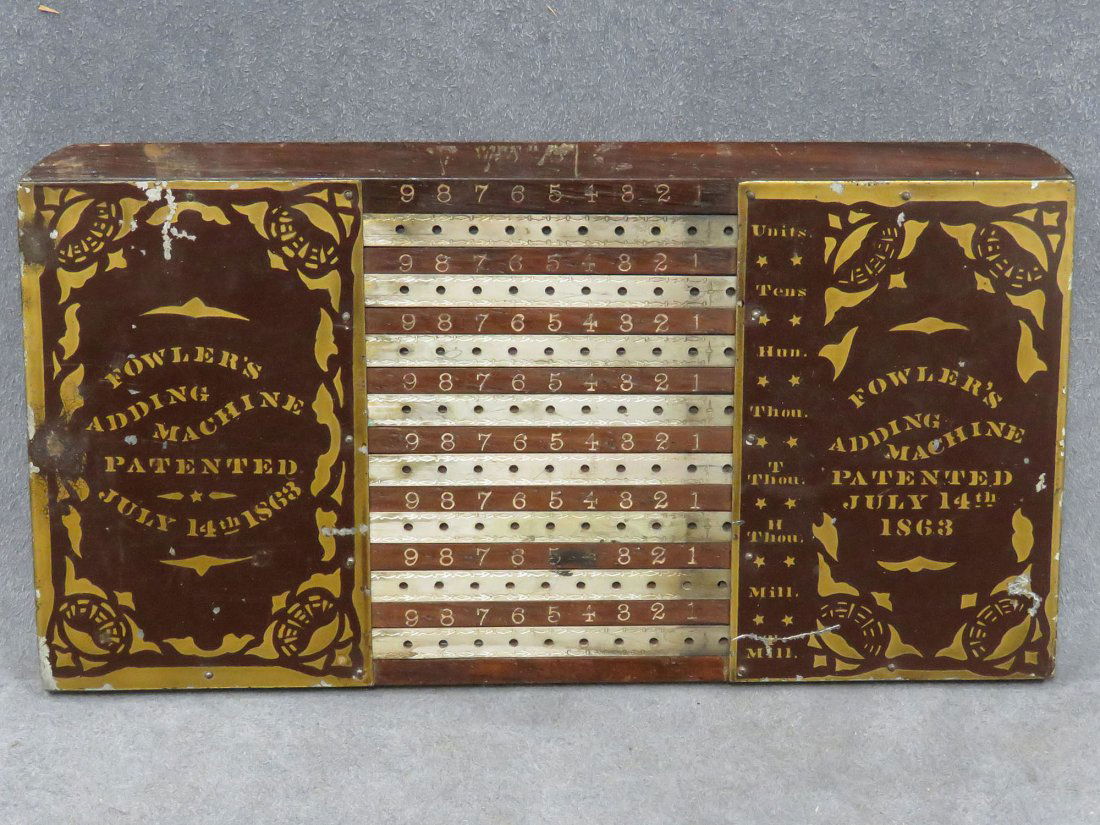 FOWLER'S
ADDING
MACHINE
PATENTED
JULY 14th 1863
9 8 7 6 5 4 3 2 1
9 8 7 6 5 4 3 2 1
9 8 7 6 5 4 3 2 1
9 8 7 6 5 4 3 2 1
9 8 7 6 5 4 3 2 1
9 8 7 6 5 4 3 2 1
9 8 7 6 5 4 3 2 1
9 8 7 6 5 4 3 2 1
Units.
Tens
Hun.
Thou.
T
Thou.
H
Thou.
Mill.
T
Mill.
FOWLER'S
ADDING
MACHINE
PATENTED
JULY 14th
1863